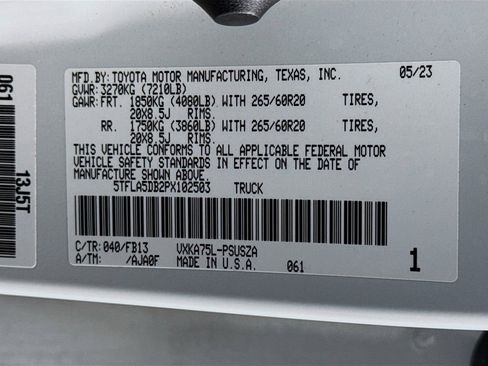 MFD.BY: TOYOTA MOTOR MANUFACTURING, TEXAS, INC. 05/23
GVWR: 3270KG (7210LB)
GAWR: FRT. 1850KG (4080LB) WITH 265/60R20 TIRES,
20X8.5J RIMS,
RR. 1750KG (3860LB) WITH 265/60R20 TIRES,
20X8.5J RIMS.
THIS VEHICLE CONFORMS TO ALL APPLICABLE FEDERAL MOTOR
VEHICLE SAFETY STANDARDS IN EFFECT ON THE DATE OF
MANUFACTURE SHOWN ABOVE.
5TFLA5DB2PX102503 TRUCK
C/TR: 040/FB13 VXKA75L-PSUSZA
A/TM: /AJA0F MADE IN U.S.A. 061 1
061
13J5T